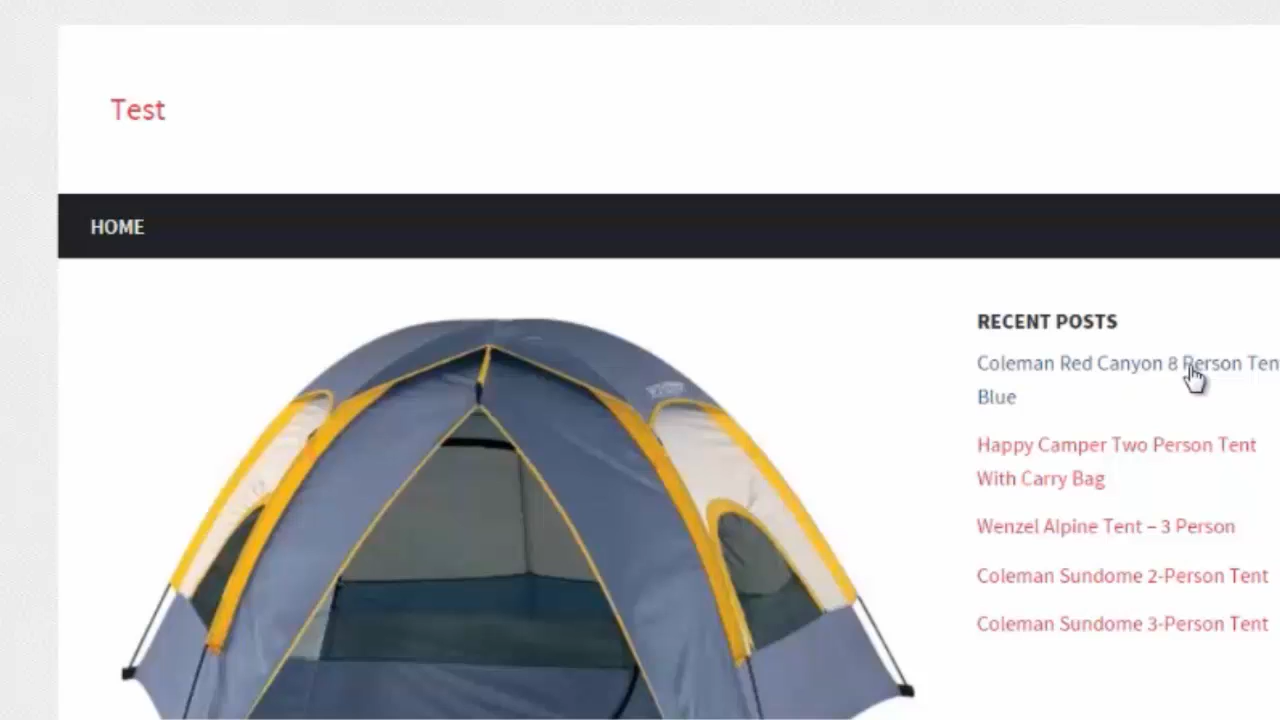 Test
HOME
RECENT POSTS
Coleman Red Canyon 8 Person Ten
Blue
Happy Camper Two Person Tent
With Carry Bag
Wenzel Alpine Tent – 3 Person
Coleman Sundome 2-Person Tent
Coleman Sundome 3-Person Tent